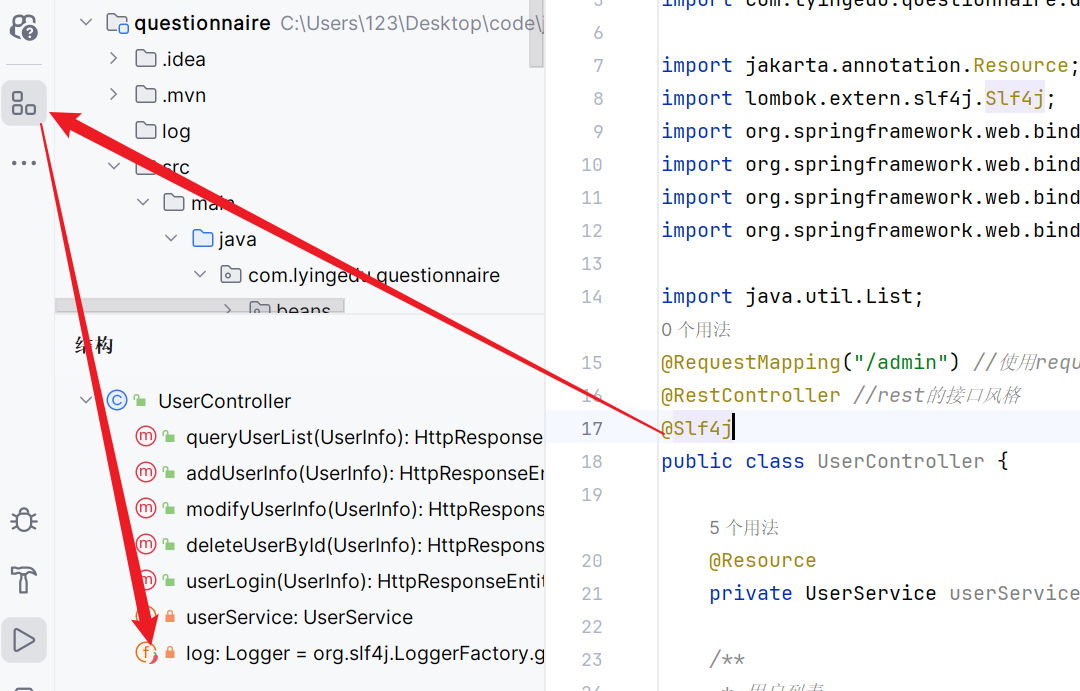 questionnaire C:\Users\123\Desktop\code\j
.idea
.mvn
log
src
main
java
com.lyingedu.questionnaire
beans
结构
UserController
queryUserList(UserInfo): HttpResponse
addUserInfo(UserInfo): HttpResponseEn
modifyUserInfo(UserInfo): HttpRespons
deleteUserById(UserInfo): HttpRespons
userLogin(UserInfo): HttpResponseEntit
userService: UserService
log: Logger = org.slf4j.LoggerFactory.g
5 import com.lyingedu.questionnaire.
6
7 import jakarta.annotation.Resource;
8 import lombok.extern.slf4j.Slf4j;
9 import org.springframework.web.bind
10 import org.springframework.web.bind
11 import org.springframework.web.bind
12 import org.springframework.web.bind
13
14 import java.util.List;
0 个用法
15 @RequestMapping("/admin") //使用requ
16 @RestController //rest的接口风格
17 @Slf4j
18 public class UserController {
19
5 个用法
20 @Resource
21 private UserService userService
22
23 /**
24 * 用户列表